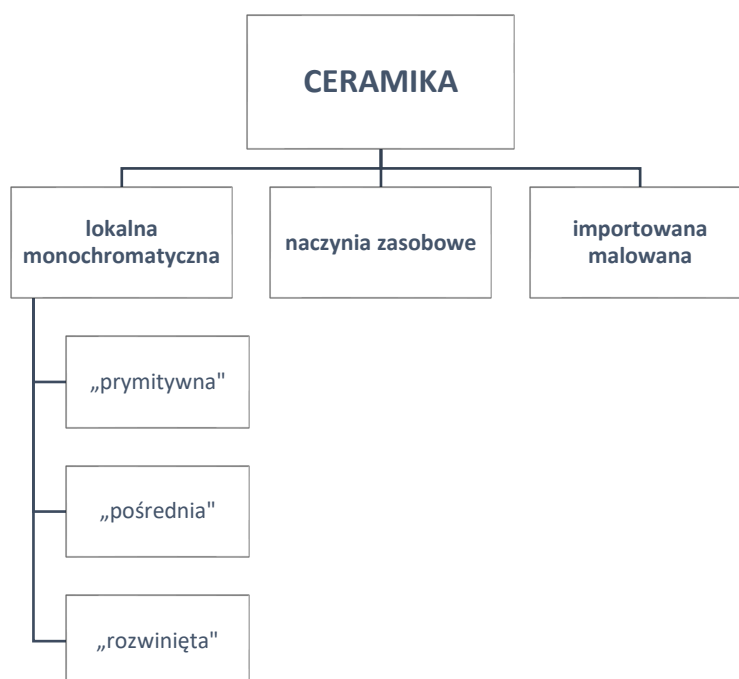 CERAMIKA
lokalna
monochromatyczna
naczynia zasobowe
importowana
malowana
„prymitywna"
„pośrednia"
„rozwinięta"